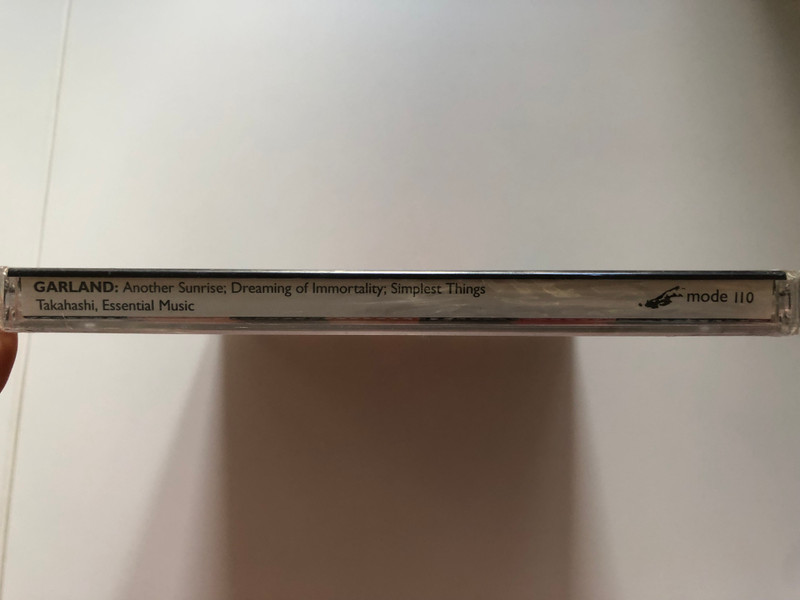 GARLAND: Another Sunrise; Dreaming of Immortality; Simplest Things
Takahashi, Essential Music
mode 110